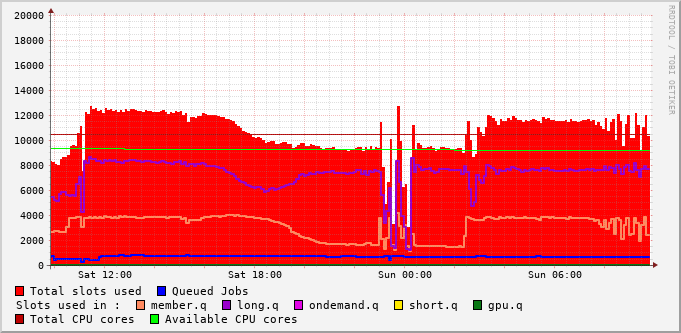 20000
18000
16000
14000
12000
10000
8000
6000
4000
2000
0
Sat 12:00 Sat 18:00 Sun 00:00 Sun 06:00
Total slots used Queued Jobs
Slots used in : member.q long.q ondemand.q short.q gpu.q
Total CPU cores Available CPU cores
RRDTOOL / TOBI OETIKER